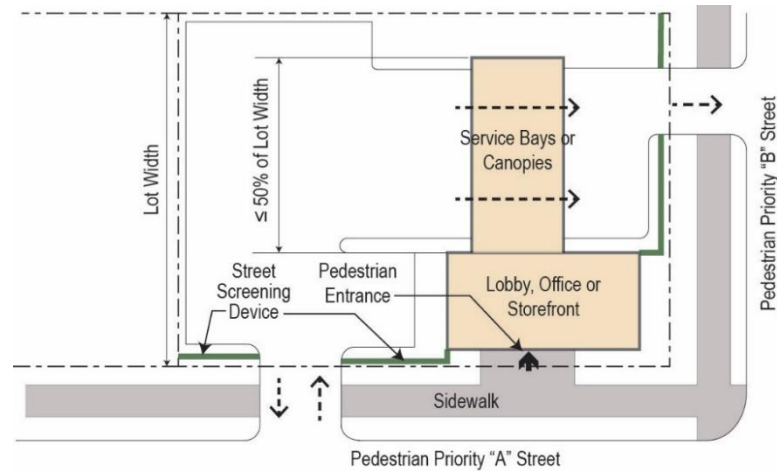 Lot Width
≤ 50% of Lot Width
Service Bays or
Canopies
Pedestrian Priority “B” Street
Street
Screening
Device
Pedestrian
Entrance
Lobby, Office or
Storefront
Sidewalk
Pedestrian Priority “A” Street